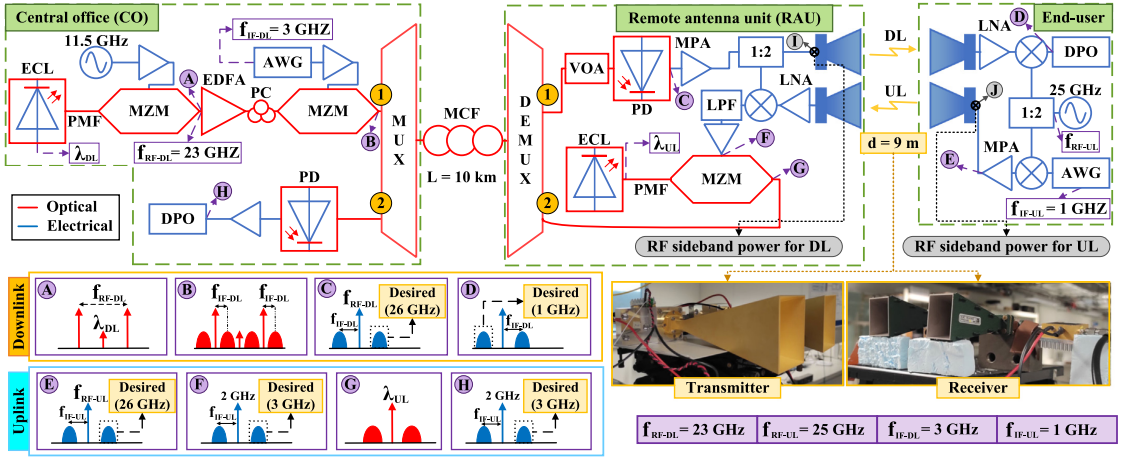 Central office (CO)
11.5 GHz
f_IF-DL = 3 GHZ
AWG
ECL
A
EDFA
PC
MZM
MZM
PMF
1
B
λ_DL
f_RF-DL = 23 GHZ
H
DPO
PD
2
MUX
Optical
Electrical
MCF
L = 10 km
Remote antenna unit (RAU)
DEMUX
1
VOA
PD
MPA
C
1:2
I
LNA
LPF
F
ECL
λ_UL
PMF
MZM
G
2
RF sideband power for DL
DL
UL
d = 9 m
End-user
LNA
D
DPO
J
25 GHz
1:2
f_RF-UL
MPA
E
AWG
f_IF-UL = 1 GHZ
RF sideband power for UL
Downlink
A
f_RF-DL
λ_DL
B
f_IF-DL
f_IF-DL
C
f_RF-DL
f_IF-DL
Desired
(26 GHz)
D
f_IF-DL
Desired
(1 GHz)
Uplink
E
f_RF-UL
f_IF-UL
Desired
(26 GHz)
F
2 GHz
f_IF-UL
Desired
(3 GHz)
G
λ_UL
H
2 GHz
f_IF-UL
Desired
(3 GHz)
Transmitter
Receiver
f_RF-DL = 23 GHZ
f_RF-UL = 25 GHZ
f_IF-DL = 3 GHZ
f_IF-UL = 1 GHZ